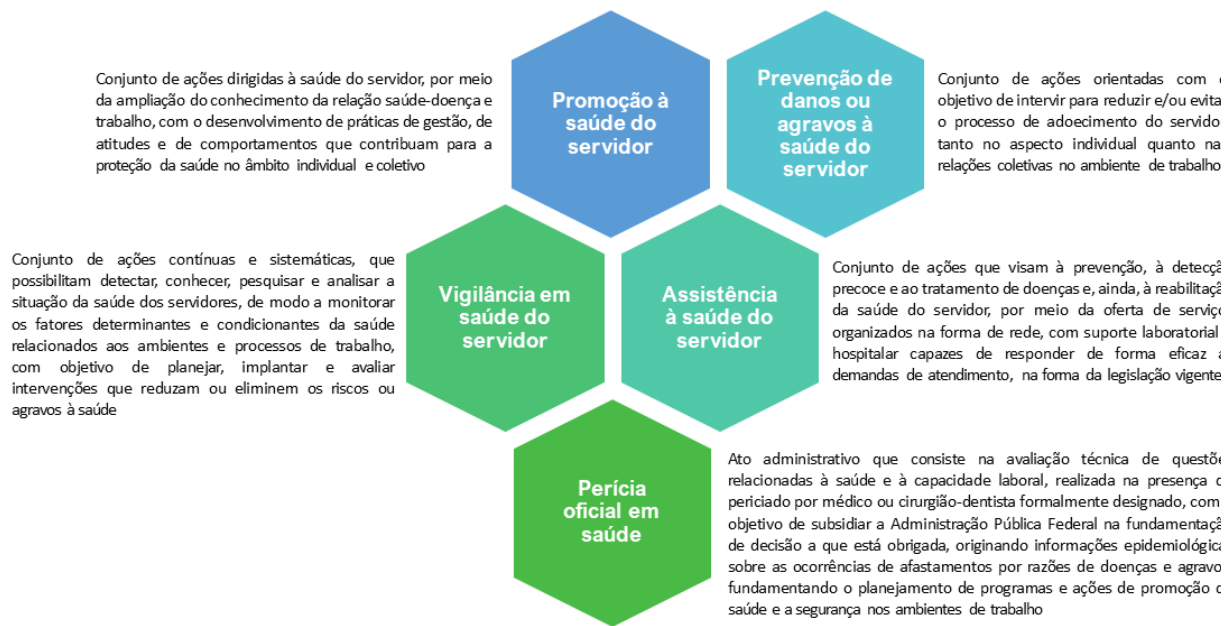 Conjunto de ações dirigidas à saúde do servidor, por meio
da ampliação do conhecimento da relação saúde-doença e
trabalho, com o desenvolvimento de práticas de gestão, de
atitudes e de comportamentos que contribuam para a
proteção da saúde no âmbito individual e coletivo
Promoção à
saúde do
servidor
Prevenção de
danos ou
agravos à
saúde do
servidor
Conjunto de ações orientadas com
objetivo de intervir para reduzir e/ou evita
o processo de adoecimento do servido
tanto no aspecto individual quanto na
relações coletivas no ambiente de trabalho
Conjunto de ações contínuas e sistemáticas, que
possibilitam detectar, conhecer, pesquisar e analisar a
situação da saúde dos servidores, de modo a monitorar
os fatores determinantes e condicionantes da saúde
relacionados aos ambientes e processos de trabalho,
com objetivo de planejar, implantar e avaliar
intervenções que reduzam ou eliminem os riscos ou
agravos à saúde
Vigilância em
saúde do
servidor
Assistência
à saúde do
servidor
Conjunto de ações que visam à prevenção, à detecçã
precoce e ao tratamento de doenças e, ainda, à reabilitaçã
da saúde do servidor, por meio da oferta de serviço
organizados na forma de rede, com suporte laboratorial
hospitalar capazes de responder de forma eficaz a
demandas de atendimento, na forma da legislação vigente
Perícia
oficial em
saúde
Ato administrativo que consiste na avaliação técnica de questõe
relacionadas à saúde e à capacidade laboral, realizada na presença d
periciado por médico ou cirurgião-dentista formalmente designado, com
objetivo de subsidiar a Administração Pública Federal na fundamentaçã
de decisão a que está obrigada, originando informações epidemiológica
sobre as ocorrências de afastamentos por razões de doenças e agravo
fundamentando o planejamento de programas e ações de promoção d
saúde e a segurança nos ambientes de trabalho